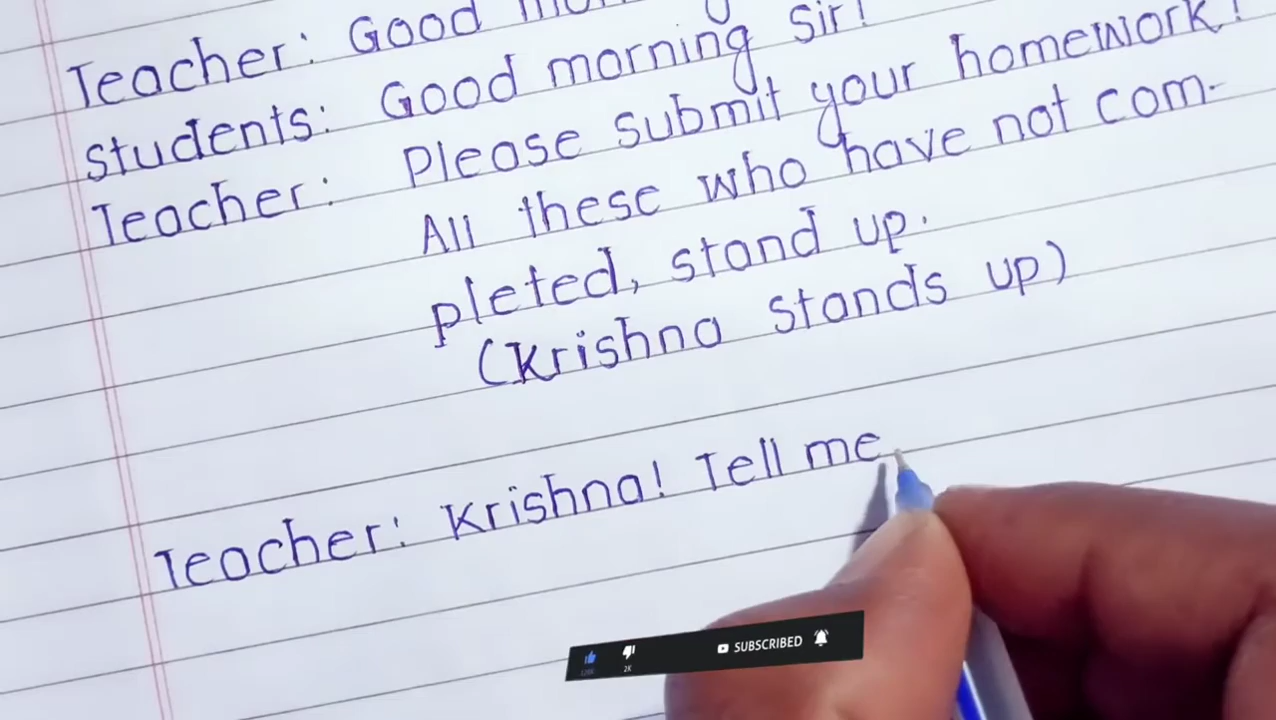 Teacher: Good
Students: Good morning Sir!
Teacher: Please submit your homework!
All these who have not com-
pleted, stand up.
(Krishna stands up)
Teacher: Krishna! Tell me
2K
SUBSCRIBED